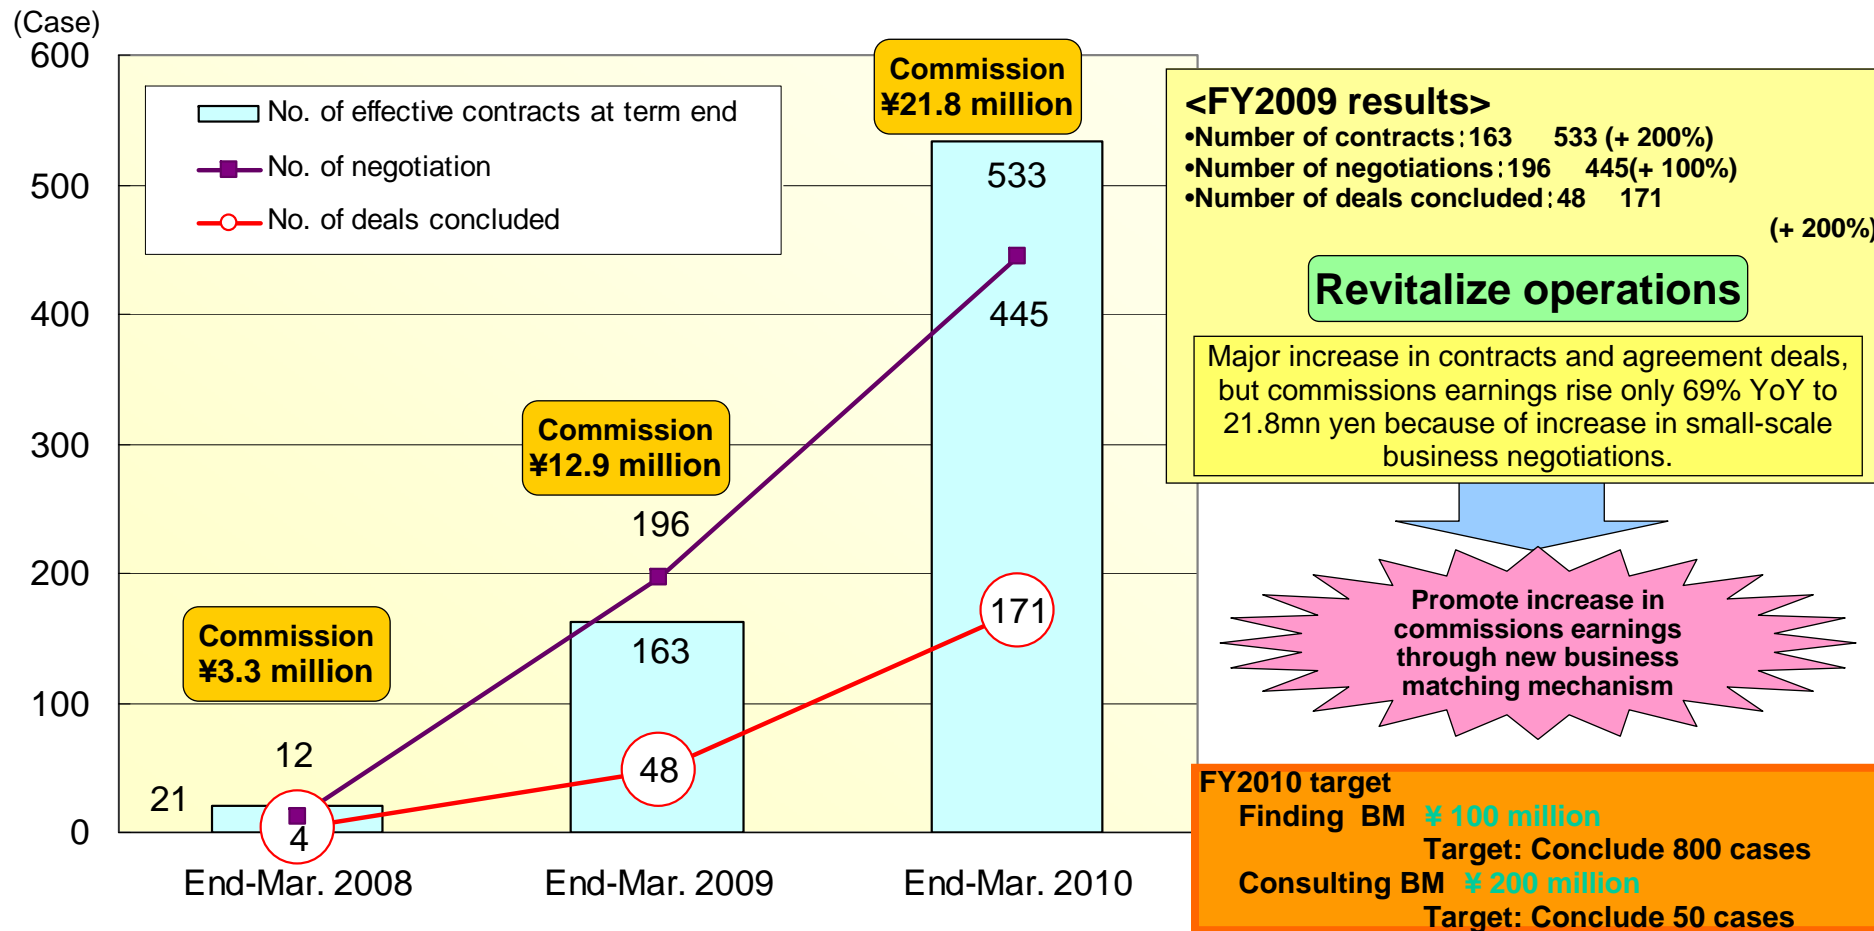 (Case)
600
500
400
300
200
100
0
No. of effective contracts at term end
No. of negotiation
No. of deals concluded
Commission
¥3.3 million
Commission
¥12.9 million
Commission
¥21.8 million
21
12
4
196
163
48
533
445
171
End-Mar. 2008
End-Mar. 2009
End-Mar. 2010
<FY2009 results>
•Number of contracts:163 533 (+ 200%)
•Number of negotiations:196 445(+ 100%)
•Number of deals concluded:48 171
(+ 200%)
Revitalize operations
Major increase in contracts and agreement deals,
but commissions earnings rise only 69% YoY to
21.8mn yen because of increase in small-scale
business negotiations.
Promote increase in
commissions earnings
through new business
matching mechanism
FY2010 target
Finding BM ¥ 100 million
Target: Conclude 800 cases
Consulting BM ¥ 200 million
Target: Conclude 50 cases